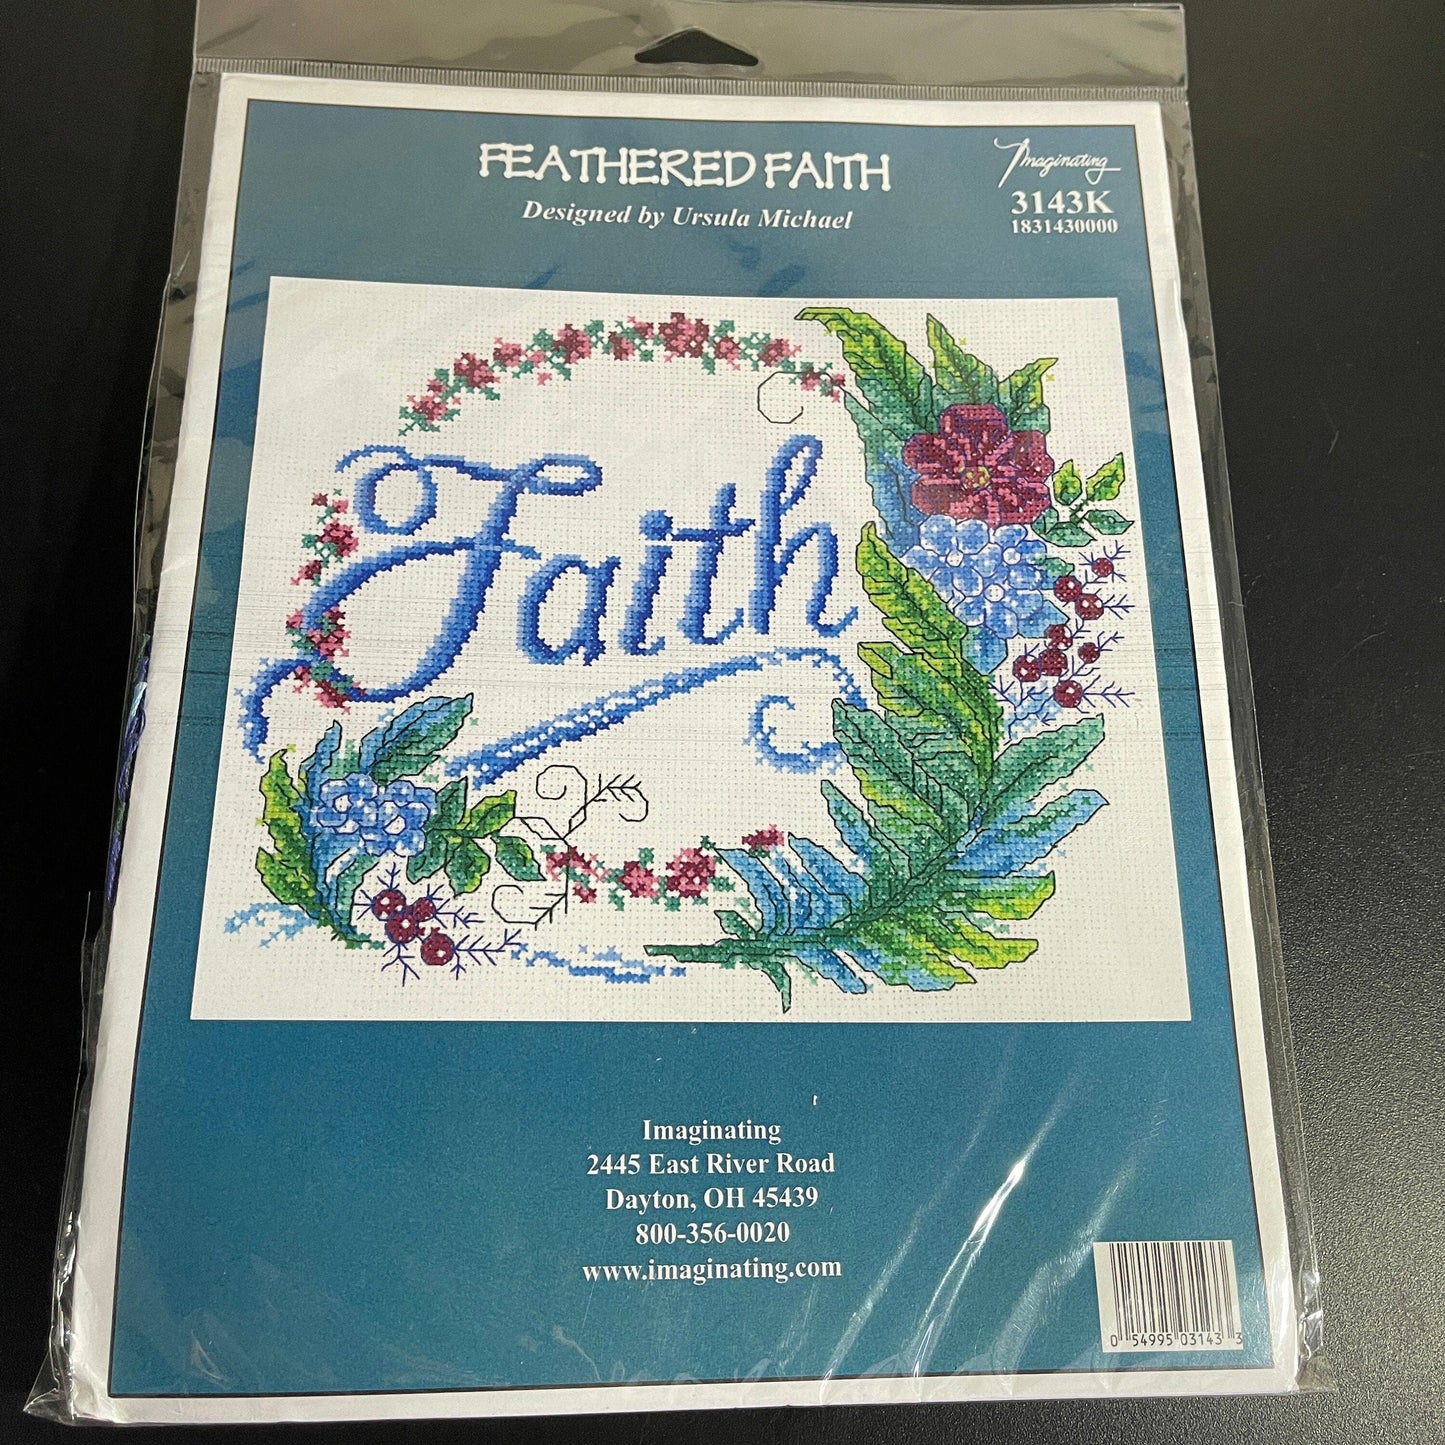 FEATHERED FAITH
Designed by Ursula Michael
Imaginating
3143K
1831430000
Faith
Imaginating
2445 East River Road
Dayton, OH 45439
800-356-0020
www.imaginating.com
0 54995 03143 3